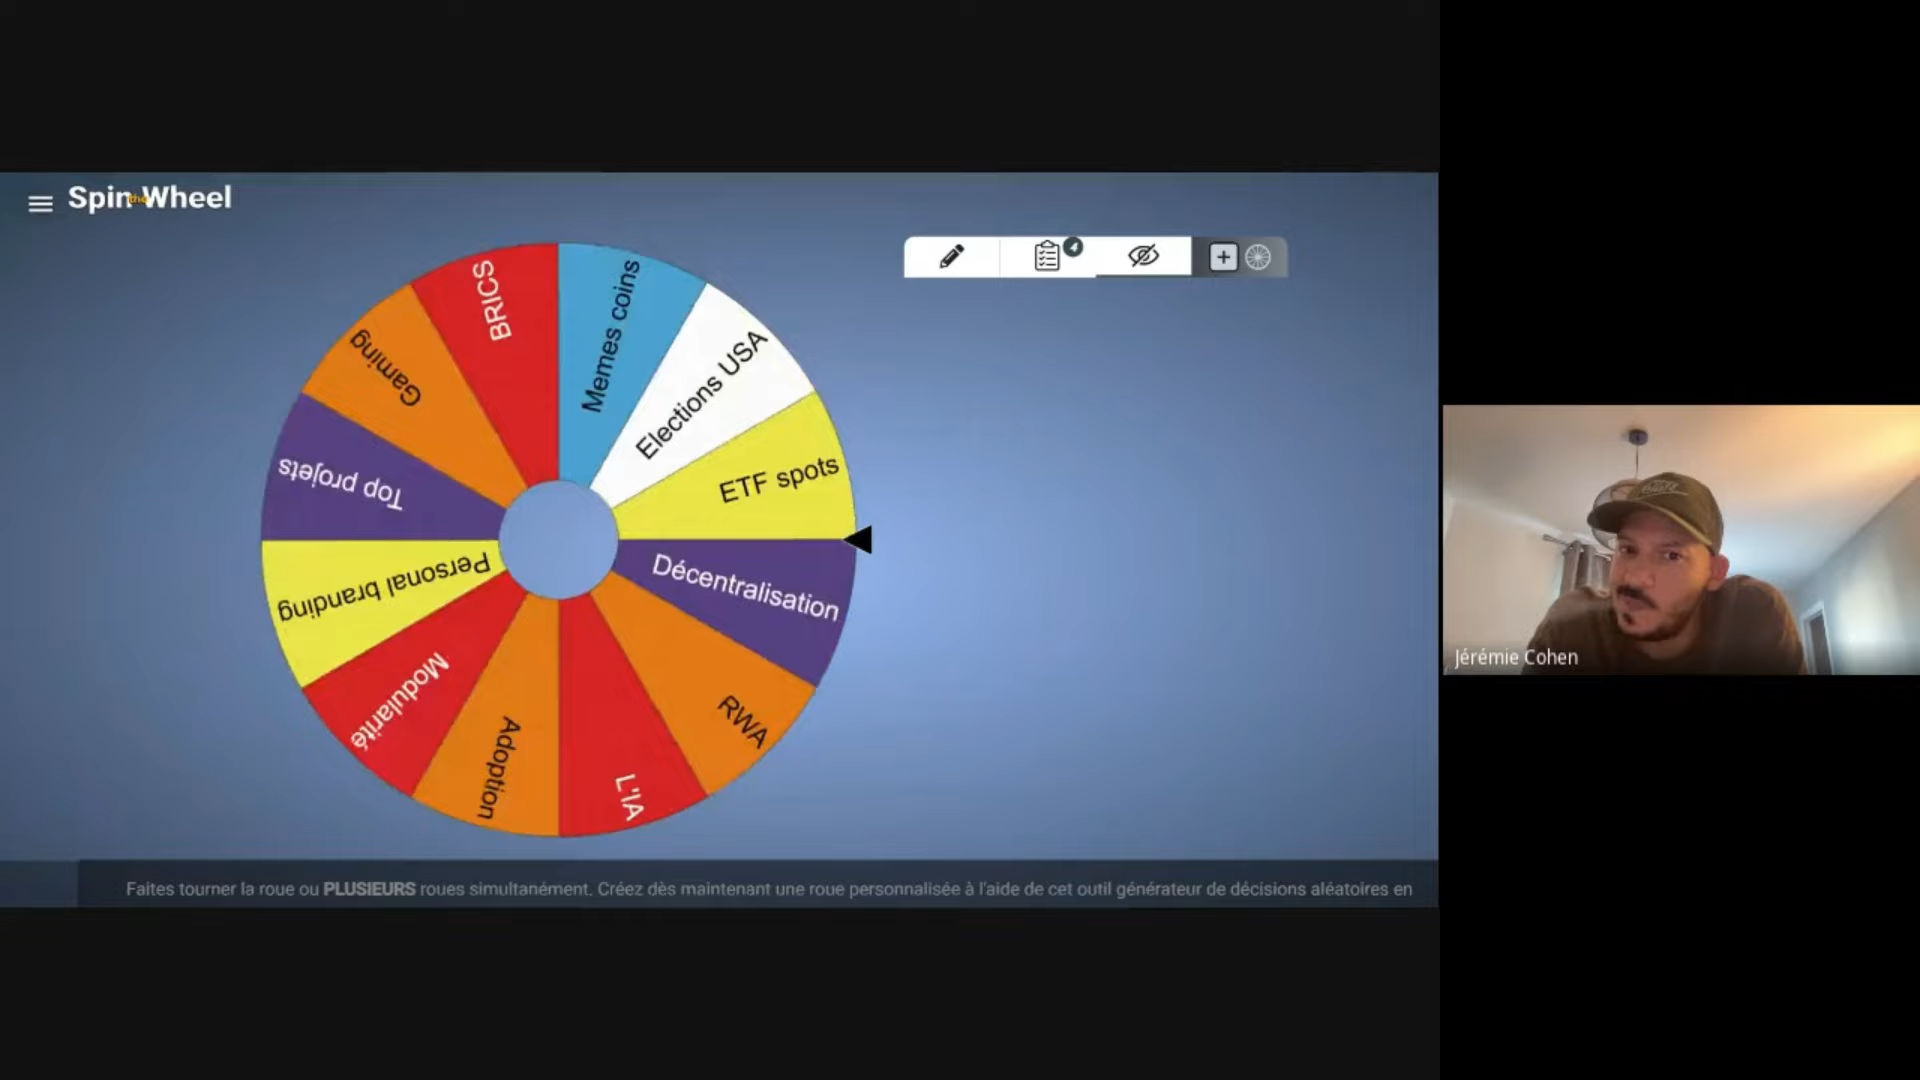 Spin the Wheel
4
BRICS
Memes coins
Elections USA
ETF spots
Décentralisation
RWA
L'IA
Adoption
Modularité
Personal branding
Top projets
Gaming
Jérémie Cohen
Faites tourner la roue ou PLUSIEURS roues simultanément. Créez dès maintenant une roue personnalisée à l'aide de cet outil générateur de décisions aléatoires en